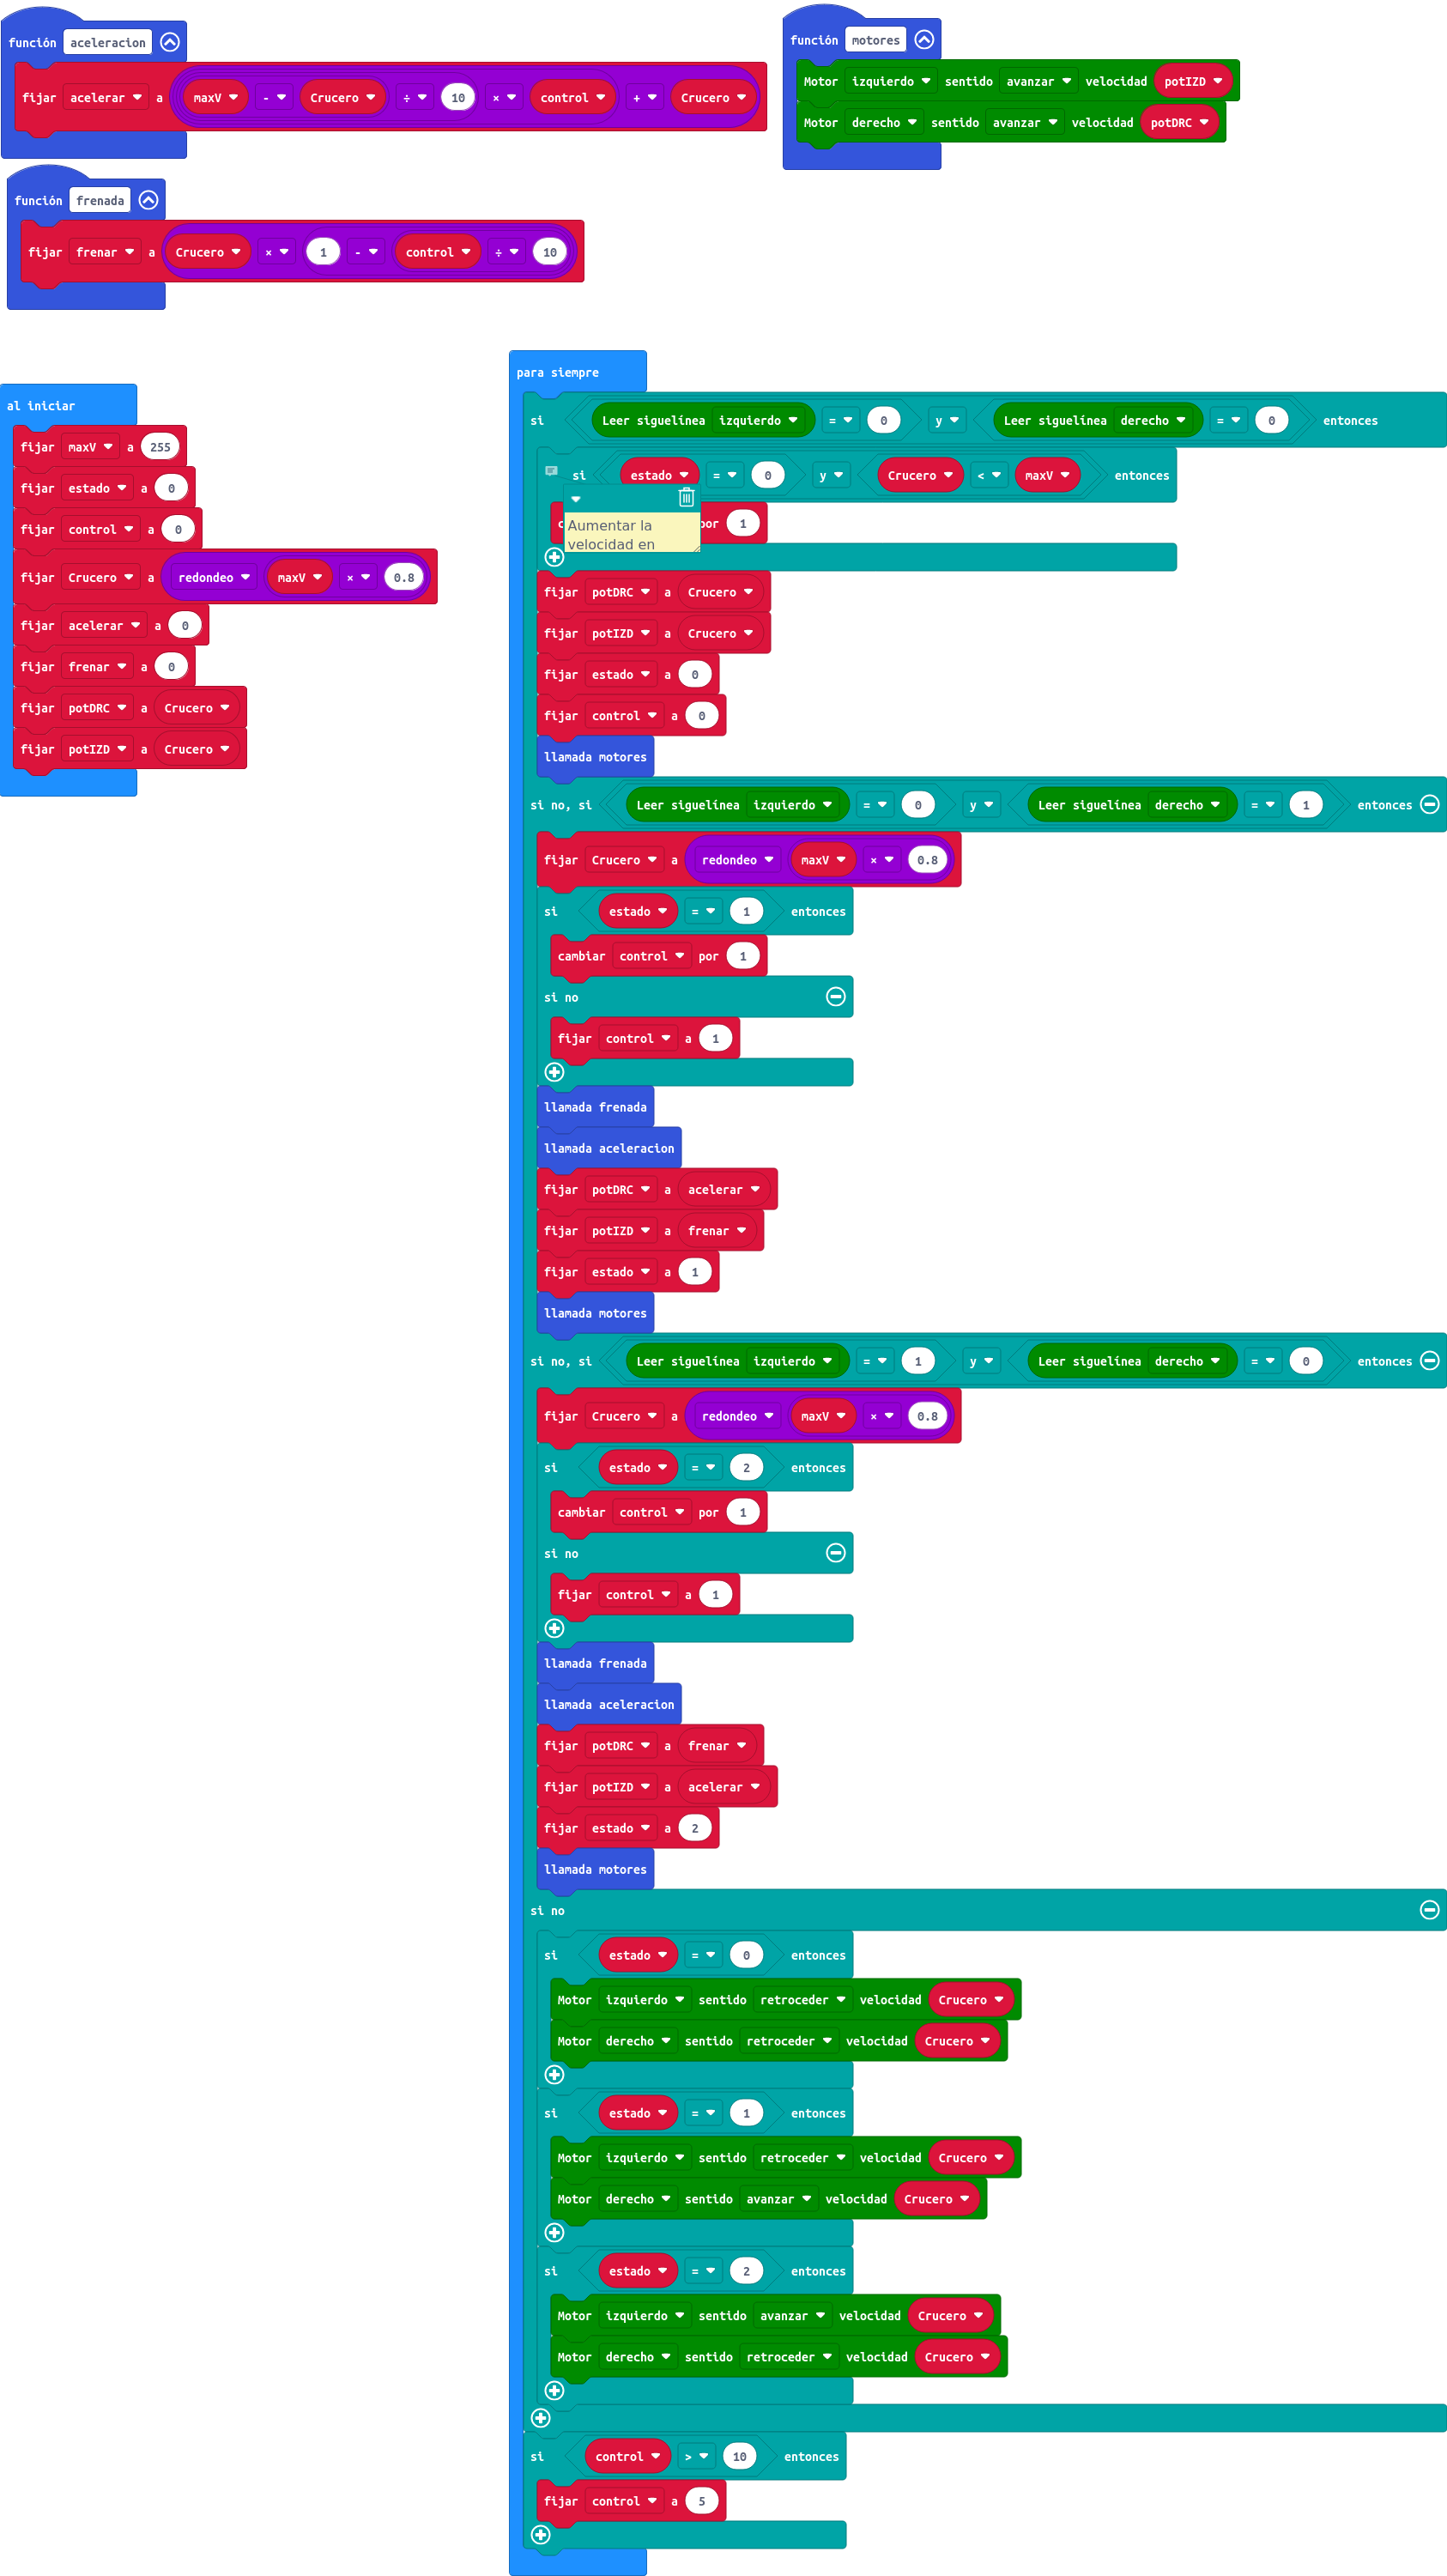 función aceleracion
fijar acelerar a maxV - Crucero ÷ 10 × control + Crucero
función motores
Motor izquierdo sentido avanzar velocidad potIZD
Motor derecho sentido avanzar velocidad potDRC
función frenada
fijar frenar a Crucero × 1 - control ÷ 10
al iniciar
fijar maxV a 255
fijar estado a 0
fijar control a 0
fijar Crucero a redondeo maxV × 0.8
fijar acelerar a 0
fijar frenar a 0
fijar potDRC a Crucero
fijar potIZD a Crucero
para siempre
si Leer siguelínea izquierdo = 0 y Leer siguelínea derecho = 0 entonces
si estado = 0 y Crucero < maxV entonces
por 1
Aumentar la
velocidad en
fijar potDRC a Crucero
fijar potIZD a Crucero
fijar estado a 0
fijar control a 0
llamada motores
si no, si Leer siguelínea izquierdo = 0 y Leer siguelínea derecho = 1 entonces
fijar Crucero a redondeo maxV × 0.8
si estado = 1 entonces
cambiar control por 1
si no
fijar control a 1
llamada frenada
llamada aceleracion
fijar potDRC a acelerar
fijar potIZD a frenar
fijar estado a 1
llamada motores
si no, si Leer siguelínea izquierdo = 1 y Leer siguelínea derecho = 0 entonces
fijar Crucero a redondeo maxV × 0.8
si estado = 2 entonces
cambiar control por 1
si no
fijar control a 1
llamada frenada
llamada aceleracion
fijar potDRC a frenar
fijar potIZD a acelerar
fijar estado a 2
llamada motores
si no
si estado = 0 entonces
Motor izquierdo sentido retroceder velocidad Crucero
Motor derecho sentido retroceder velocidad Crucero
si estado = 1 entonces
Motor izquierdo sentido retroceder velocidad Crucero
Motor derecho sentido avanzar velocidad Crucero
si estado = 2 entonces
Motor izquierdo sentido avanzar velocidad Crucero
Motor derecho sentido retroceder velocidad Crucero
si control > 10 entonces
fijar control a 5